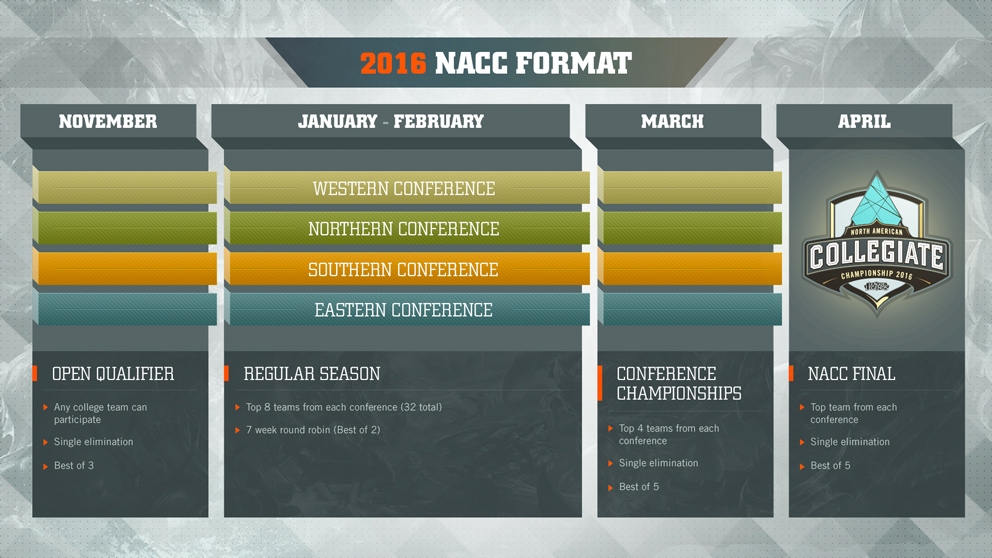 2016 NACC FORMAT
NOVEMBER
JANUARY - FEBRUARY
MARCH
APRIL
WESTERN CONFERENCE
NORTHERN CONFERENCE
SOUTHERN CONFERENCE
EASTERN CONFERENCE
NORTH AMERICAN
COLLEGIATE
CHAMPIONSHIP 2016
OPEN QUALIFIER
Any college team can
participate
Single elimination
Best of 3
REGULAR SEASON
Top 8 teams from each conference (32 total)
7 week round robin (Best of 2)
CONFERENCE
CHAMPIONSHIPS
Top 4 teams from each
conference
Single elimination
Best of 5
NACC FINAL
Top team from each
conference
Single elimination
Best of 5